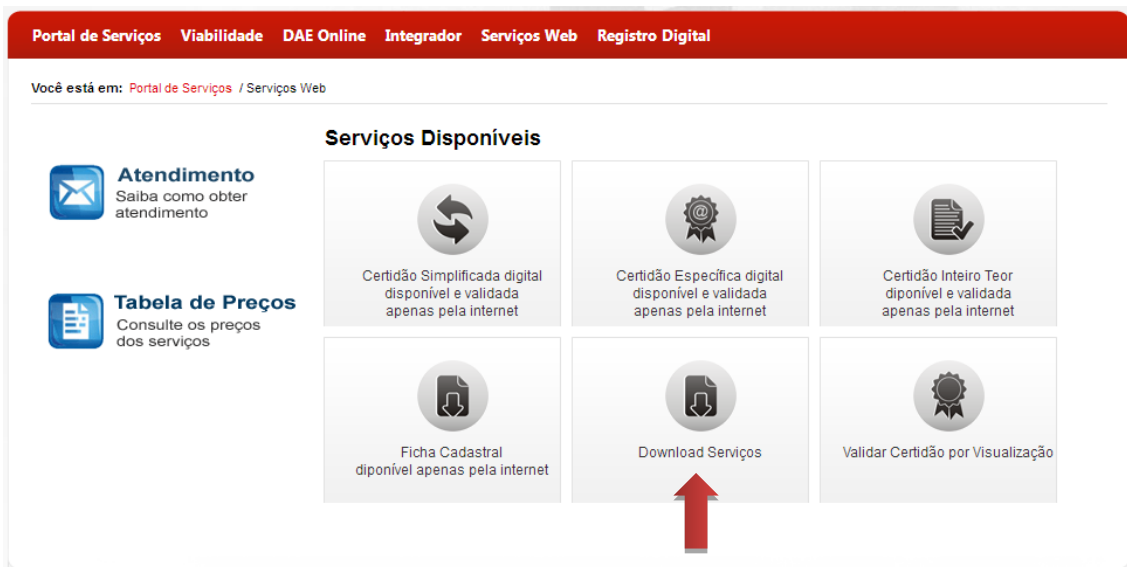 Portal de Serviços Viabilidade DAE Online Integrador Serviços Web Registro Digital
Você está em: Portal de Serviços / Serviços Web
Serviços Disponíveis
Atendimento
Saiba como obter
atendimento
Tabela de Preços
Consulte os preços
dos serviços
Certidão Simplificada digital
disponível e validada
apenas pela internet
Certidão Específica digital
disponível e validada
apenas pela internet
Certidão Inteiro Teor
diponível e validada
apenas pela internet
Ficha Cadastral
diponível apenas pela internet
Download Serviços
Validar Certidão por Visualização